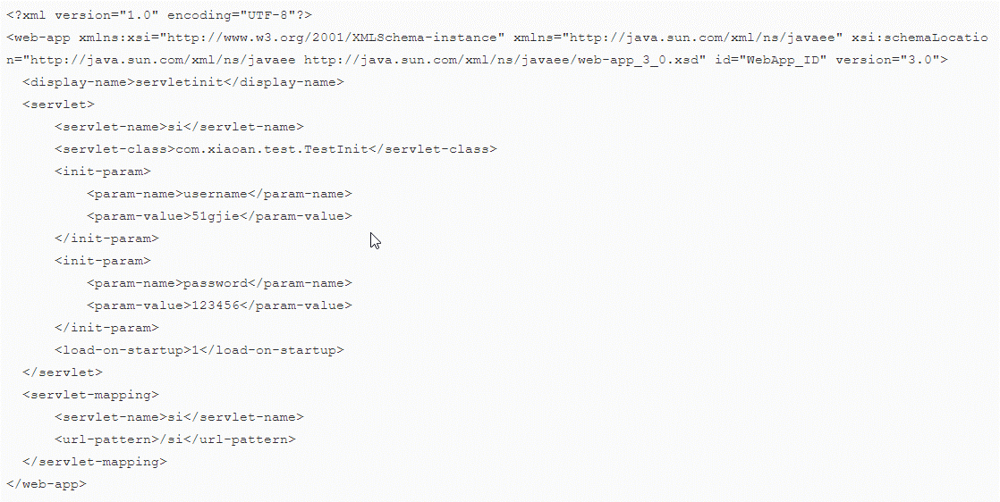 <?xml version="1.0" encoding="UTF-8"?>
<web-app xmlns:xsi="http://www.w3.org/2001/XMLSchema-instance" xmlns="http://java.sun.com/xml/ns/javaee" xsi:schemaLocatio
n="http://java.sun.com/xml/ns/javaee http://java.sun.com/xml/ns/javaee/web-app_3_0.xsd" id="WebApp_ID" version="3.0">
  <display-name>servletinit</display-name>
  <servlet>
      <servlet-name>si</servlet-name>
      <servlet-class>com.xiaoan.test.TestInit</servlet-class>
      <init-param>
          <param-name>username</param-name>
          <param-value>51gjie</param-value>
      </init-param>
      <init-param>
          <param-name>password</param-name>
          <param-value>123456</param-value>
      </init-param>
      <load-on-startup>1</load-on-startup>
  </servlet>
  <servlet-mapping>
      <servlet-name>si</servlet-name>
      <url-pattern>/si</url-pattern>
  </servlet-mapping>
</web-app>